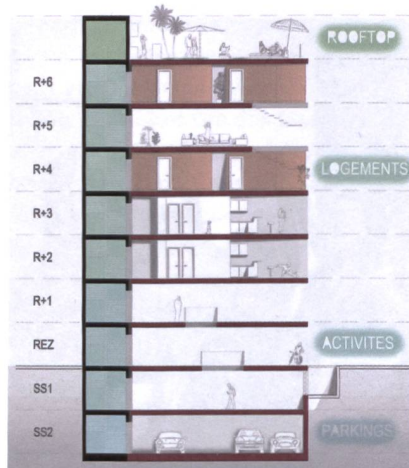 ROOFTOP
R+6
R+5
R+4
LOGEMENTS
R+3
R+2
R+1
REZ
ACTIVITES
SS1
SS2
PARKINGS